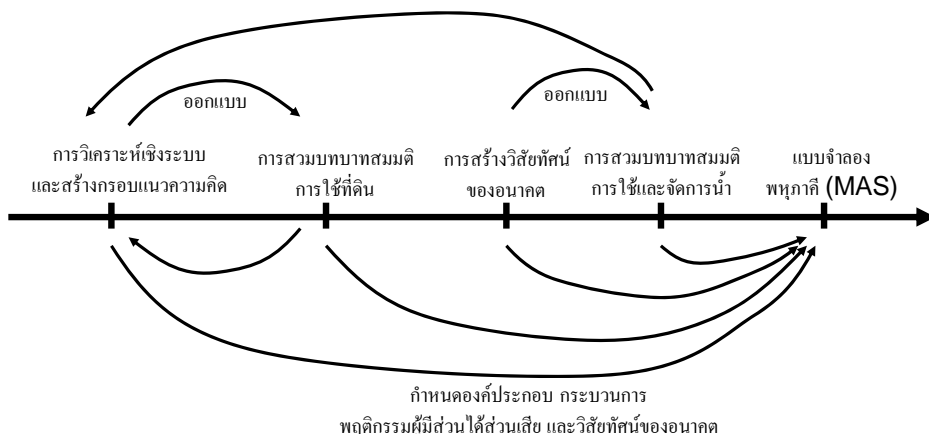 ออกแบบ
ออกแบบ
การวิเคราะห์เชิงระบบ
และสร้างกรอบแนวความคิด
การสวมบทบาทสมมติ
การใช้ที่ดิน
การสร้างวิสัยทัศน์
ของอนาคต
การสวมบทบาทสมมติ
การใช้และจัดการน้ำ
แบบจำลอง
พหุภาคี (MAS)
กำหนดองค์ประกอบ กระบวนการ
พฤติกรรมผู้มีส่วนได้ส่วนเสีย และวิสัยทัศน์ของอนาคต